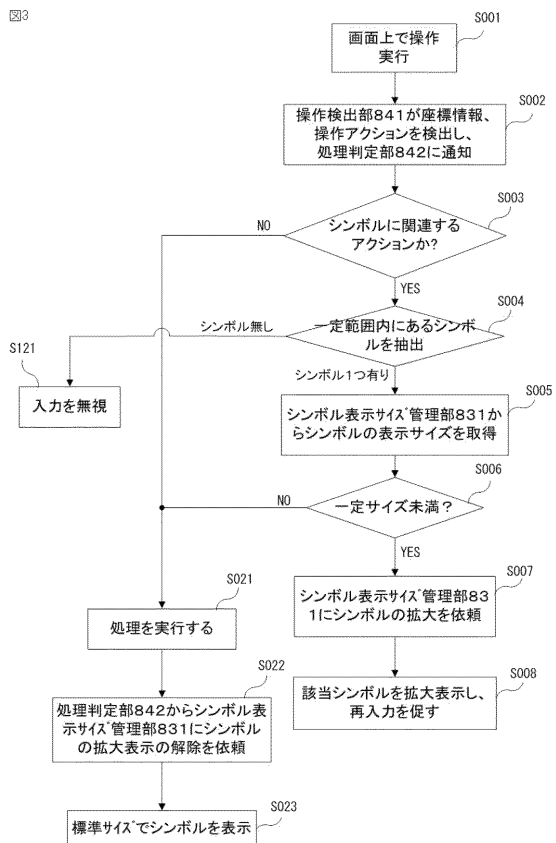 図3
S001
画面上で操作
実行
S002
操作検出部841が座標情報、
操作アクションを検出し、
処理判定部842に通知
S003
シンボルに関連する
アクションか?
NO
YES
S004
一定範囲内にあるシンボ
ルを抽出
シンボル無し
シンボル1つ有り
S121
入力を無視
S005
シンボル表示サイズ管理部831か
らシンボルの表示サイズを取得
S006
一定サイズ未満?
NO
YES
S007
シンボル表示サイズ管理部83
1にシンボルの拡大を依頼
S008
該当シンボルを拡大表示し、
再入力を促す
S021
処理を実行する
S022
処理判定部842からシンボル表
示サイズ管理部831にシンボル
の拡大表示の解除を依頼
S023
標準サイズでシンボルを表示